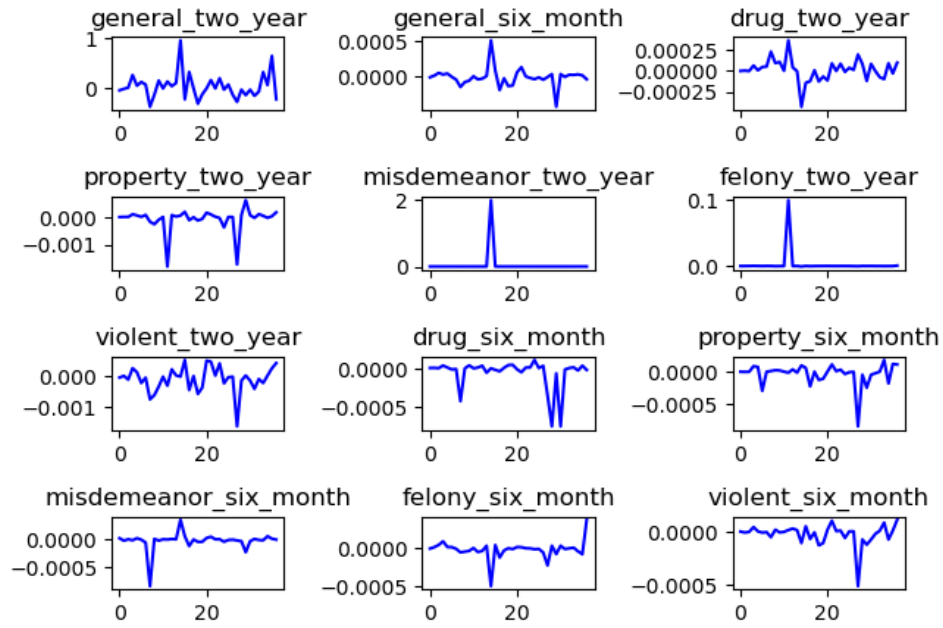 general_two_year general_six_month drug_two_year
1 0.0005 0.00025
0 0.0000 0.00000
−0.00025
0 20 0 20 0 20
property_two_year misdemeanor_two_year felony_two_year
0.000 2 0.1
−0.001 0 0.0
0 20 0 20 0 20
violent_two_year drug_six_month property_six_month
0.000 0.0000 0.0000
−0.001 −0.0005 −0.0005
0 20 0 20 0 20
misdemeanor_six_month felony_six_month violent_six_month
0.0000 0.0000 0.0000
−0.0005 −0.0005 −0.0005
0 20 0 20 0 20